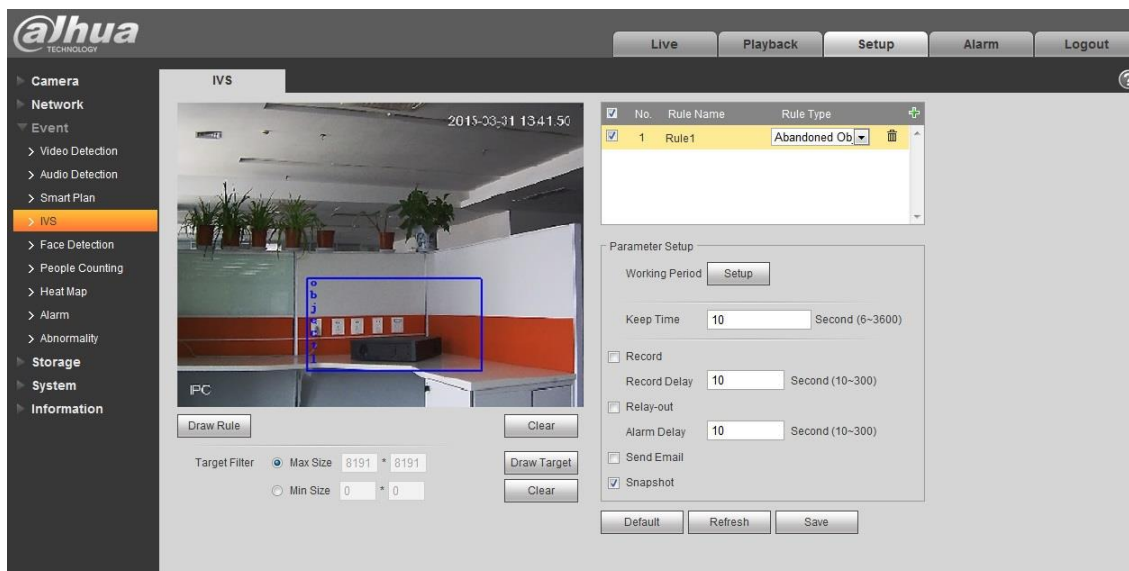 alhua
TECHNOLOGY
Live
Playback
Setup
Alarm
Logout
Camera
Network
Event
Video Detection
Audio Detection
Smart Plan
IVS
Face Detection
People Counting
Heat Map
Alarm
Abnormality
Storage
System
Information
IVS
2015-03-31 13:41:50
IPC
Draw Rule
Clear
Target Filter
Max Size 8191 * 8191
Draw Target
Min Size 0 * 0
Clear
No. Rule Name Rule Type
1 Rule1 Abandoned Ob
Parameter Setup
Working Period Setup
Keep Time 10 Second (6~3600)
Record
Record Delay 10 Second (10~300)
Relay-out
Alarm Delay 10 Second (10~300)
Send Email
Snapshot
Default
Refresh
Save